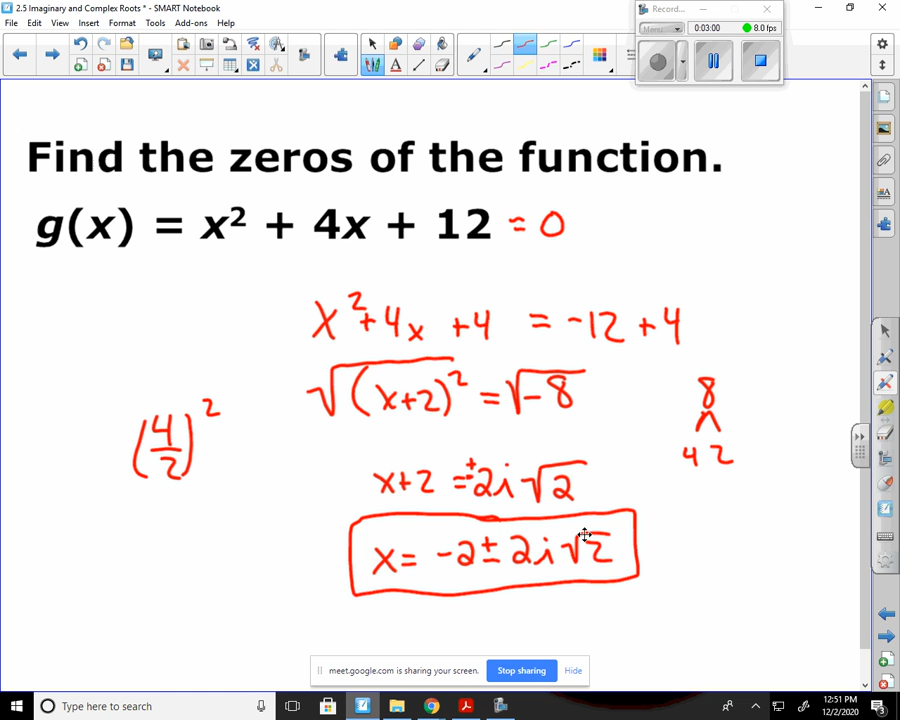 2.5 Imaginary and Complex Roots * - SMART Notebook
File Edit View Insert Format Tools Add-ons Help
Record...
Menu 0:03:00 8.0 fps
Find the zeros of the function.
g(x) = x² + 4x + 12 = 0
x² + 4x + 4 = -12 + 4
√(x+2)² = √-8
8
4 2
(4/2)²
x+2 = ± 2i√2
x = -2 ± 2i√2
meet.google.com is sharing your screen. Stop sharing Hide
Type here to search
12:51 PM
12/2/2020
3